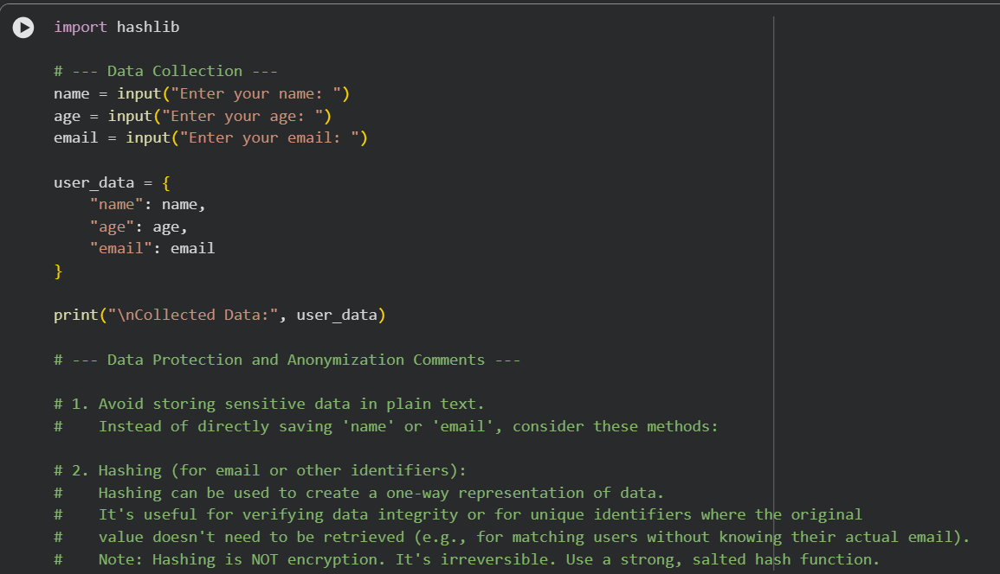 import hashlib
# --- Data Collection ---
name = input("Enter your name: ")
age = input("Enter your age: ")
email = input("Enter your email: ")
user_data = {
    "name": name,
    "age": age,
    "email": email
}
print("\nCollected Data:", user_data)
# --- Data Protection and Anonymization Comments ---
# 1. Avoid storing sensitive data in plain text.
#    Instead of directly saving 'name' or 'email', consider these methods:
# 2. Hashing (for email or other identifiers):
#    Hashing can be used to create a one-way representation of data.
#    It's useful for verifying data integrity or for unique identifiers where the original
#    value doesn't need to be retrieved (e.g., for matching users without knowing their actual email).
#    Note: Hashing is NOT encryption. It's irreversible. Use a strong, salted hash function.